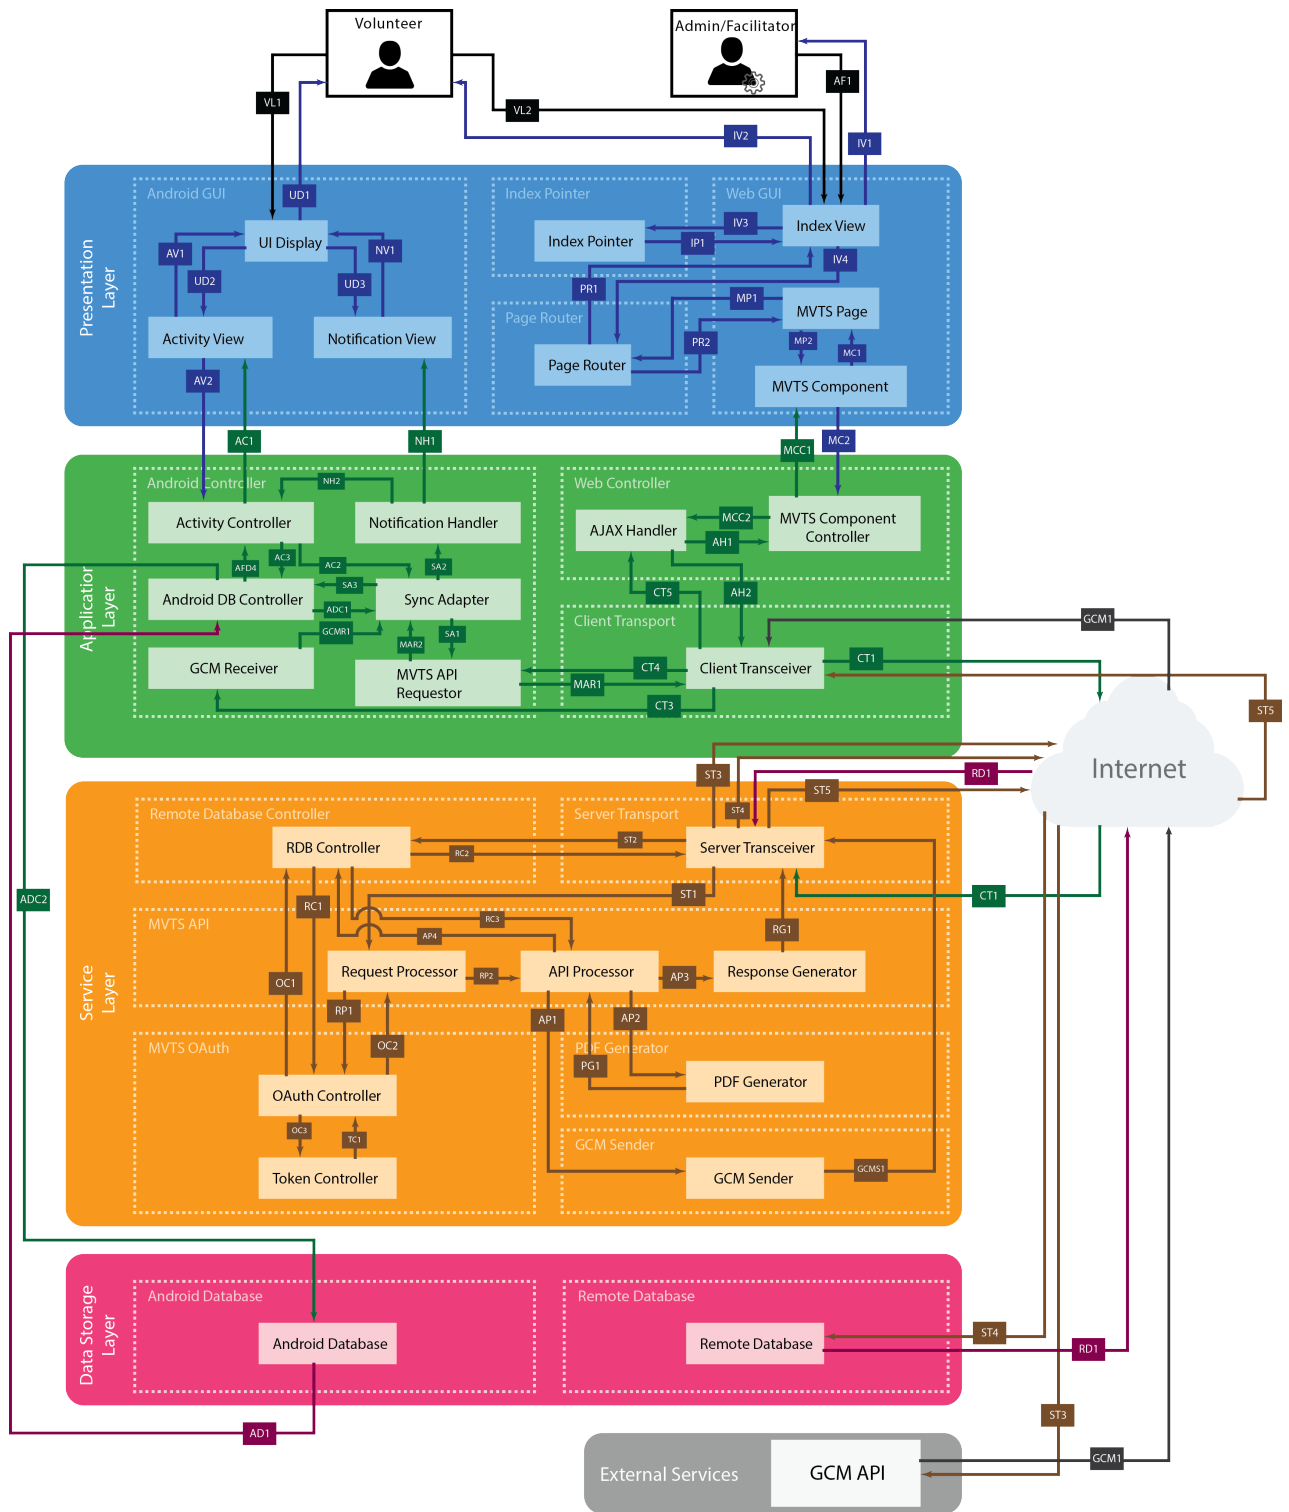 Volunteer
Admin/Facilitator
VL1
VL2
AF1
IV2
IV1
Presentation
Layer
Android GUI
Index Pointer
Web GUI
UD1
UI Display
AV1
NV1
UD2
UD3
Activity View
Notification View
AV2
Index Pointer
IV3
IP1
Index View
IV4
PR1
MP1
Page Router
MVTS Page
PR2
MP2
MC1
Page Router
MVTS Component
AC1
NH1
MCC1
MC2
Application
Layer
Android Controller
NH2
Web Controller
Activity Controller
Notification Handler
AJAX Handler
MCC2
AH1
MVTS Component
Controller
AFD4
AC3
AC2
SA2
Android DB Controller
SA3
ADC1
Sync Adapter
CT5
AH2
GCMR1
MAR2
SA1
Client Transport
GCM1
GCM Receiver
MVTS API
Requestor
CT4
MAR1
CT3
Client Transceiver
CT1
ST5
Internet
ST3
ST4
RD1
ST5
Service
Layer
Remote Database Controller
Server Transport
RDB Controller
ST2
RC2
Server Transceiver
ADC2
RC1
ST1
CT1
MVTS API
RC3
AP4
RG1
Request Processor
RP2
API Processor
AP3
Response Generator
OC1
RP1
AP1
AP2
MVTS OAuth
OC2
PDF Generator
PG1
PDF Generator
OAuth Controller
OC3
TC1
GCM Sender
Token Controller
GCM Sender
GCMS1
Data Storage
Layer
Android Database
Remote Database
Android Database
Remote Database
ST4
RD1
AD1
ST3
External Services
GCM API
GCM1